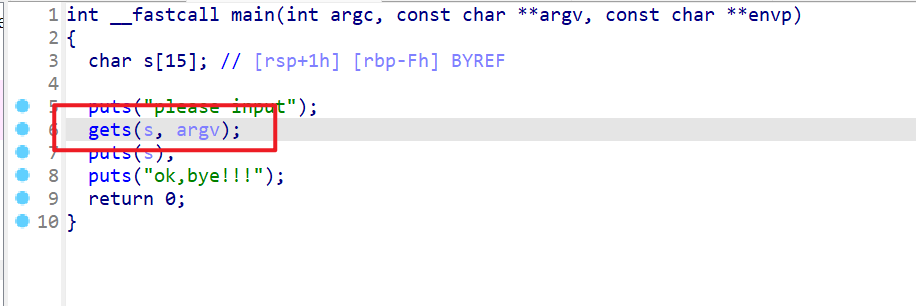 1 int __fastcall main(int argc, const char **argv, const char **envp)
2 {
3 char s[15]; // [rsp+1h] [rbp-Fh] BYREF
4
5 puts("please input");
6 gets(s, argv);
7 puts(s);
8 puts("ok,bye!!!");
9 return 0;
10 }